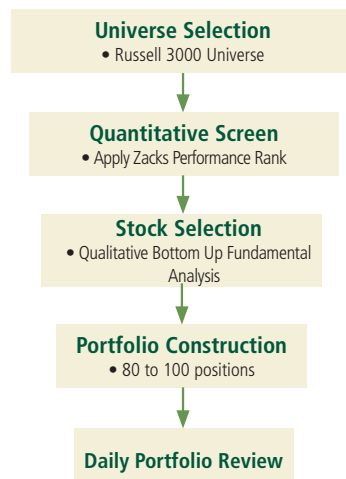 Universe Selection
• Russell 3000 Universe
Quantitative Screen
• Apply Zacks Performance Rank
Stock Selection
• Qualitative Bottom Up Fundamental
Analysis
Portfolio Construction
• 80 to 100 positions
Daily Portfolio Review